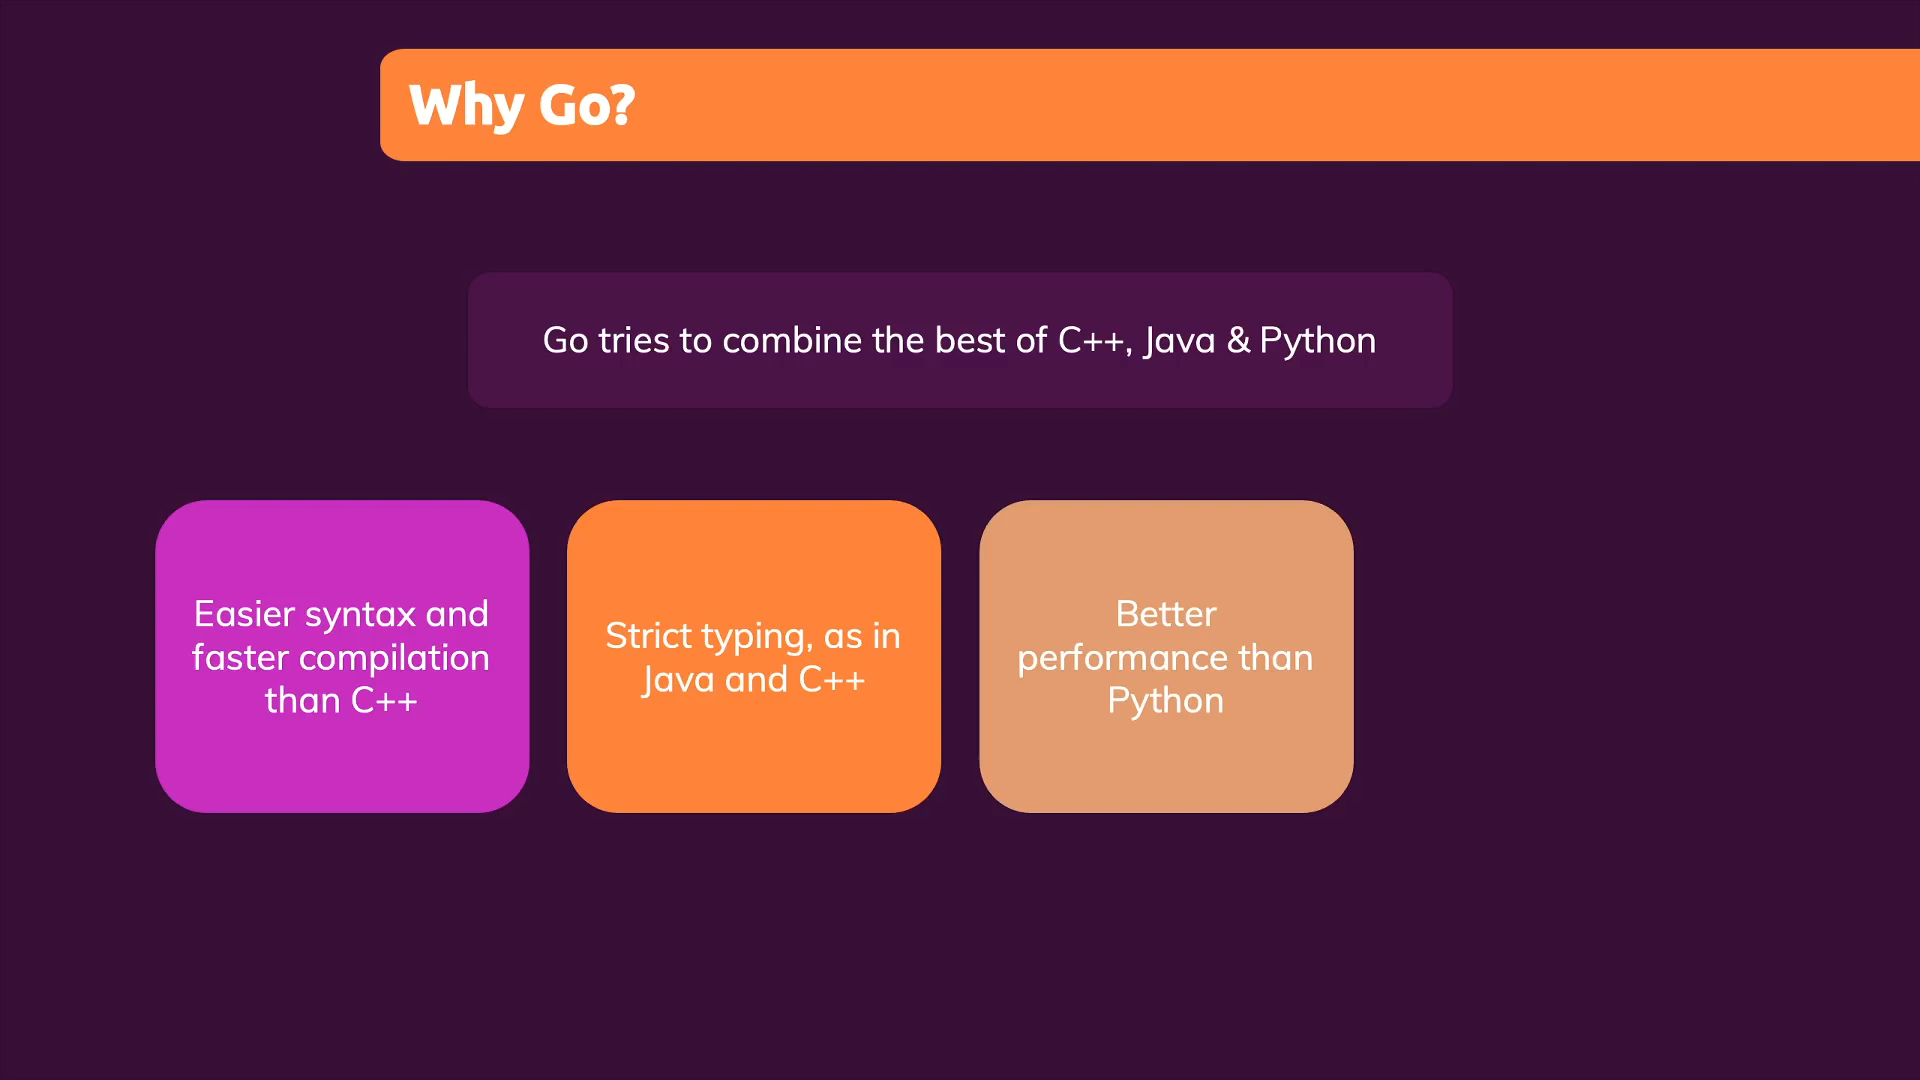 Why Go?
Go tries to combine the best of C++, Java & Python
Easier syntax and
faster compilation
than C++
Strict typing, as in
Java and C++
Better
performance than
Python